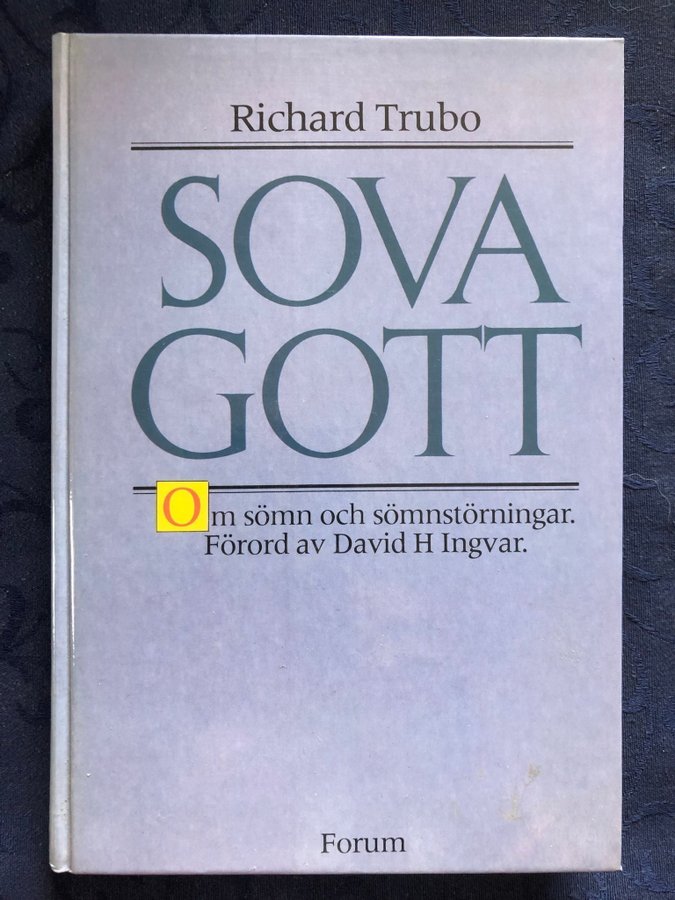 Richard Trubo
SOVA
GOTT
Om sömn och sömnstörningar.
Förord av David H Ingvar.
Forum